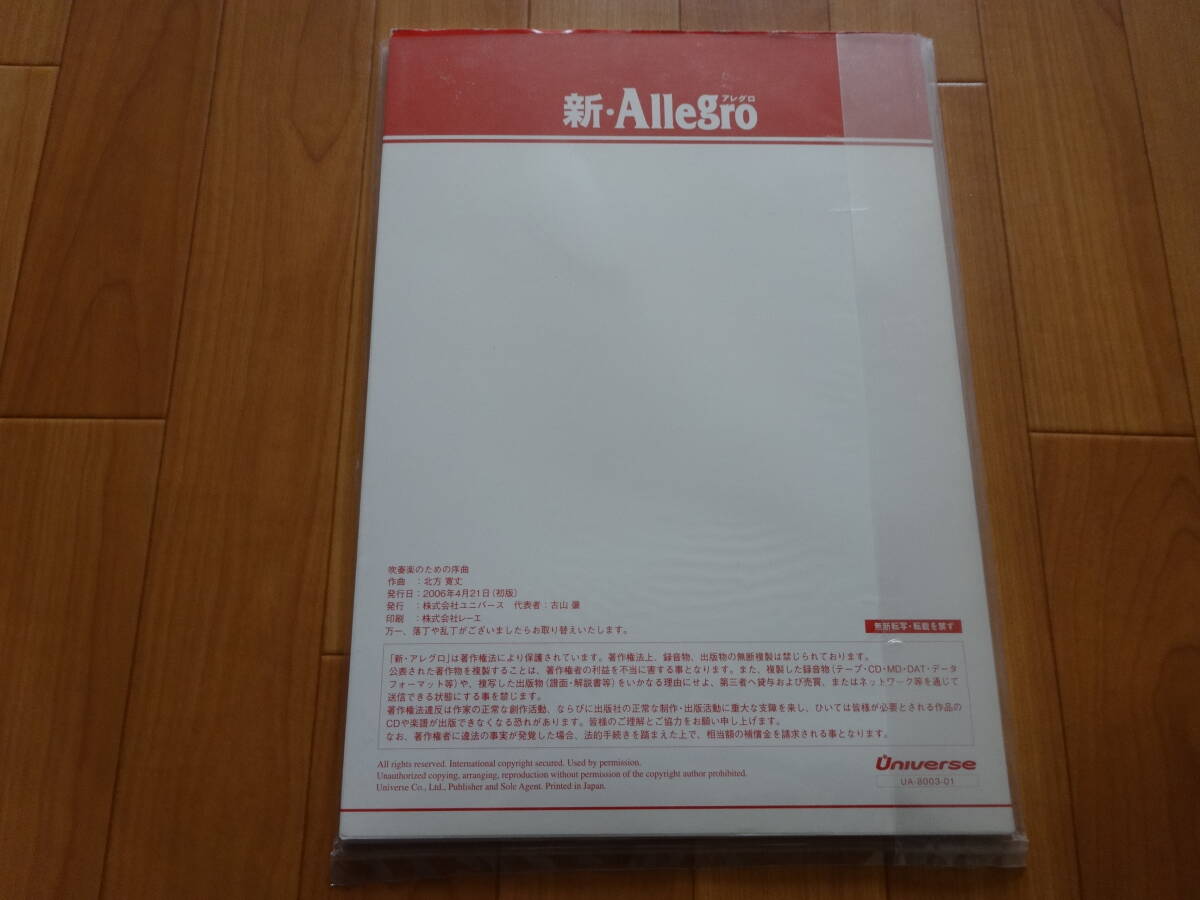 アレグロ
新・Allegro
吹奏楽のための序曲
作曲 ：北方 寛丈
発行日：2006年4月21日（初版）
発行 ：株式会社ユニバース 代表者：古山 肇
印刷 ：株式会社レーエ
万一、落丁や乱丁がございましたらお取り替えいたします。
無断転写・転載を禁ず
「新・アレグロ」は著作権法により保護されています。著作権法上、録音物、出版物の無断複製は禁じられております。
公表された著作物を複製することは、著作権者の利益を不当に害する事となります。また、複製した録音物（テープ・CD・MD・DAT・データ
フォーマット等）や、複写した出版物（譜面・解説書等）をいかなる理由にせよ、第三者へ貸与および売買、またはネットワーク等を通じて
送信できる状態にする事を禁じます。
著作権法違反は作家の正常な創作活動、ならびに出版社の正常な制作・出版活動に重大な支障を来し、ひいては皆様が必要とされる作品の
CDや楽譜が出版できなくなる恐れがあります。皆様のご理解とご協力をお願い申し上げます。
なお、著作権者に違法の事実が発覚した場合、法的手続きを踏まえた上で、相当額の補償金を請求される事となります。
All rights reserved. International copyright secured. Used by permission.
Unauthorized copying, arranging, reproduction without permission of the copyright author prohibited.
Universe Co., Ltd., Publisher and Sole Agent. Printed in Japan.
Universe
UA-8003-01